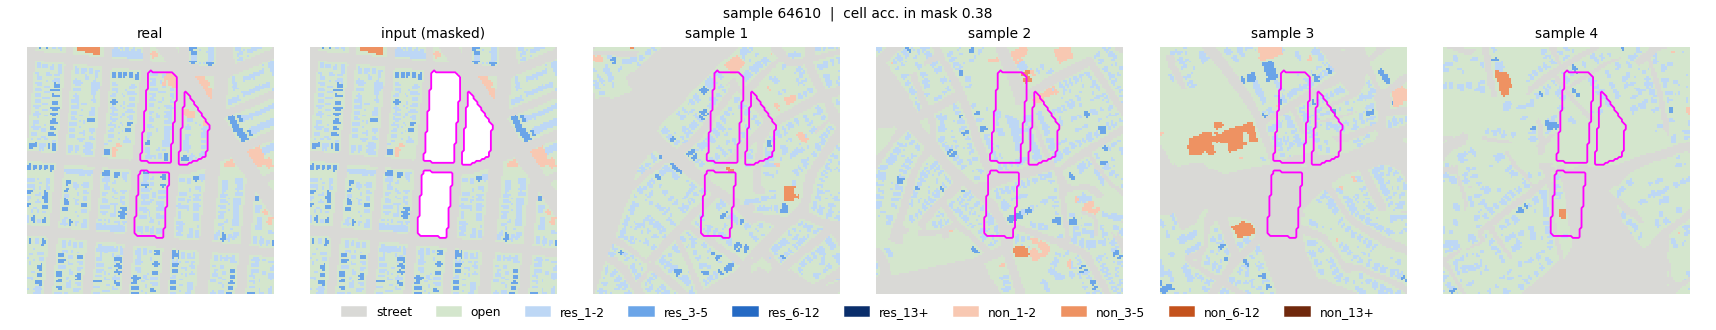 sample 64610  |  cell acc. in mask 0.38
real
input (masked)
sample 1
sample 2
sample 3
sample 4
street
open
res_1-2
res_3-5
res_6-12
res_13+
non_1-2
non_3-5
non_6-12
non_13+